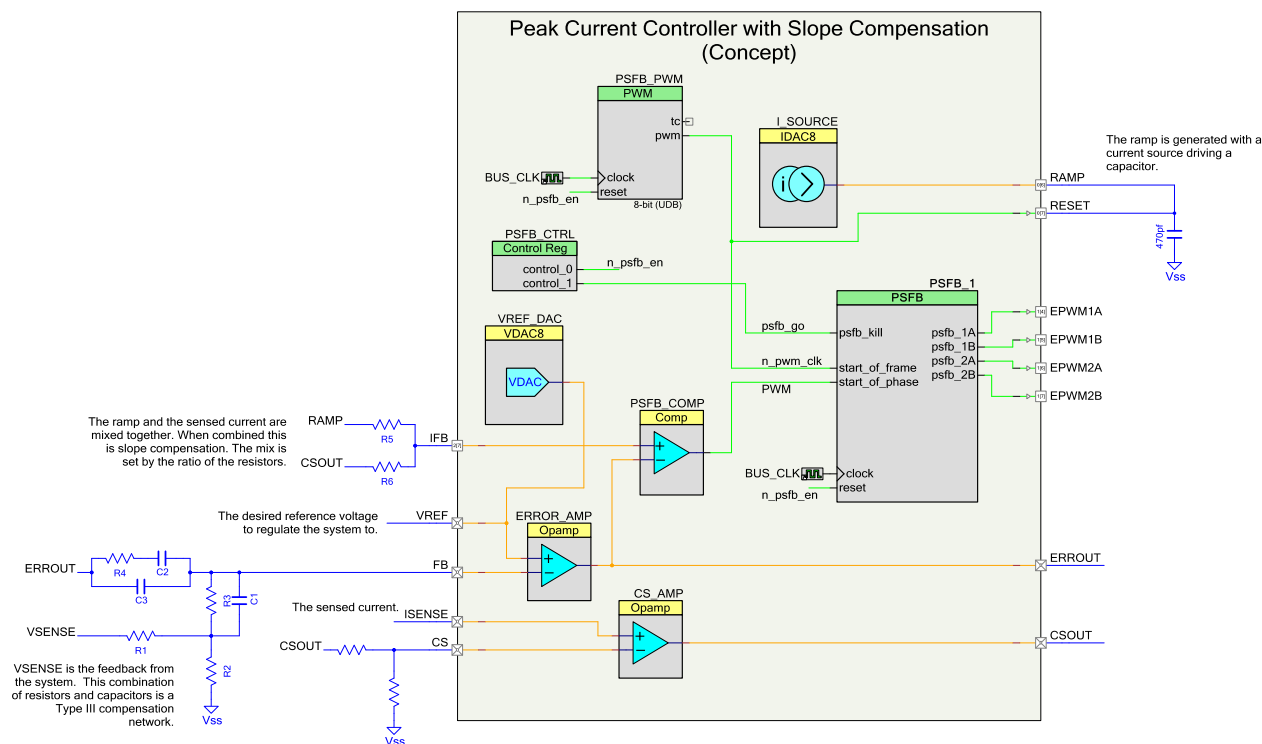 Peak Current Controller with Slope Compensation
(Concept)
PSFB_PWM
PWM
tc
pwm
BUS_CLK
clock
reset
n_psfb_en
8-bit (UDB)
I_SOURCE
IDAC8
i
The ramp is generated with a
current source driving a
capacitor.
RAMP
RESET
470pf
Vss
PSFB_CTRL
Control Reg
control_0
control_1
n_psfb_en
PSFB_1
PSFB
psfb_go
psfb_kill
n_pwm_clk
start_of_frame
start_of_phase
PWM
psfb_1A
psfb_1B
psfb_2A
psfb_2B
EPWM1A
EPWM1B
EPWM2A
EPWM2B
BUS_CLK
clock
reset
n_psfb_en
VREF_DAC
VDAC8
VDAC
PSFB_COMP
Comp
+
−
The ramp and the sensed current are
mixed together. When combined this
is slope compensation. The mix is
set by the ratio of the resistors.
RAMP
R5
CSOUT
R6
IFB
The desired reference voltage
to regulate the system to.
VREF
ERROR_AMP
Opamp
+
−
ERROUT
R4
C2
C3
FB
R3
C1
ERROUT
The sensed current.
ISENSE
CS_AMP
Opamp
+
−
VSENSE
R1
R2
Vss
CSOUT
CS
Vss
CSOUT
VSENSE is the feedback from
the system. This combination
of resistors and capacitors is a
Type III compensation
network.